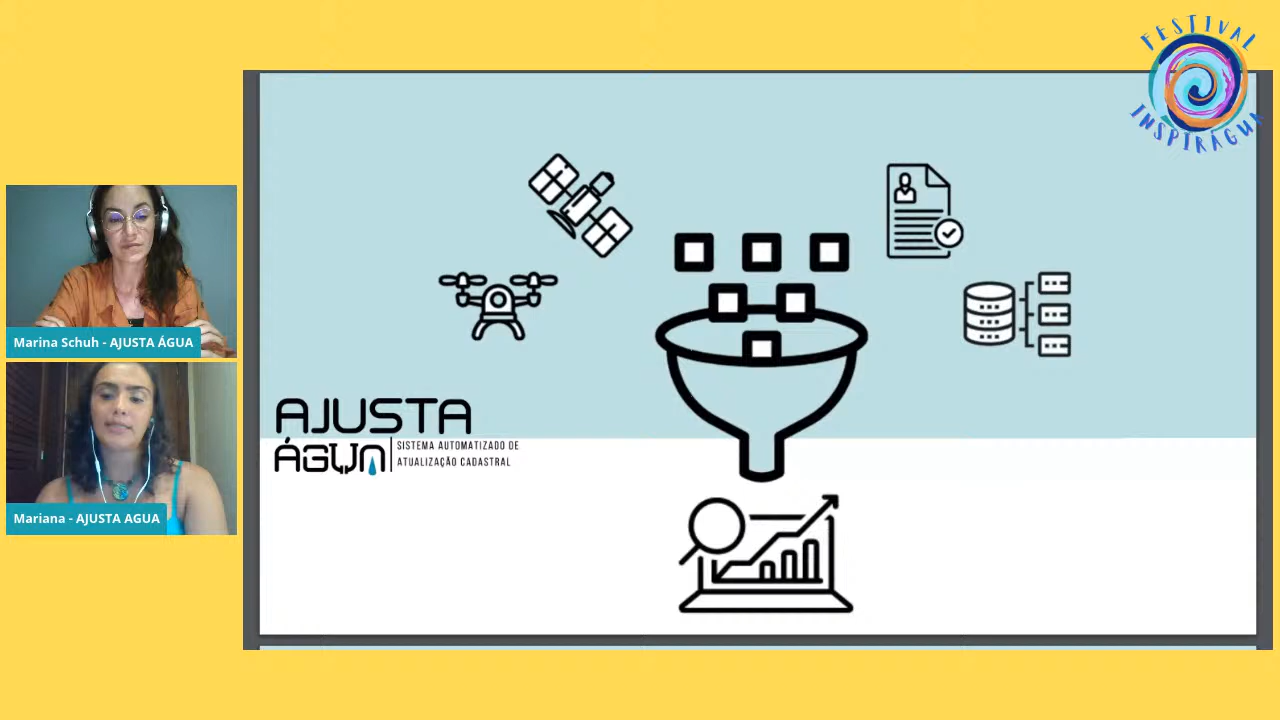 FESTIVAL
INSPIRÁGUA
Marina Schuh - AJUSTA ÁGUA
Mariana - AJUSTA AGUA
AJUSTA
ÁGUA
SISTEMA AUTOMATIZADO DE
ATUALIZAÇÃO CADASTRAL